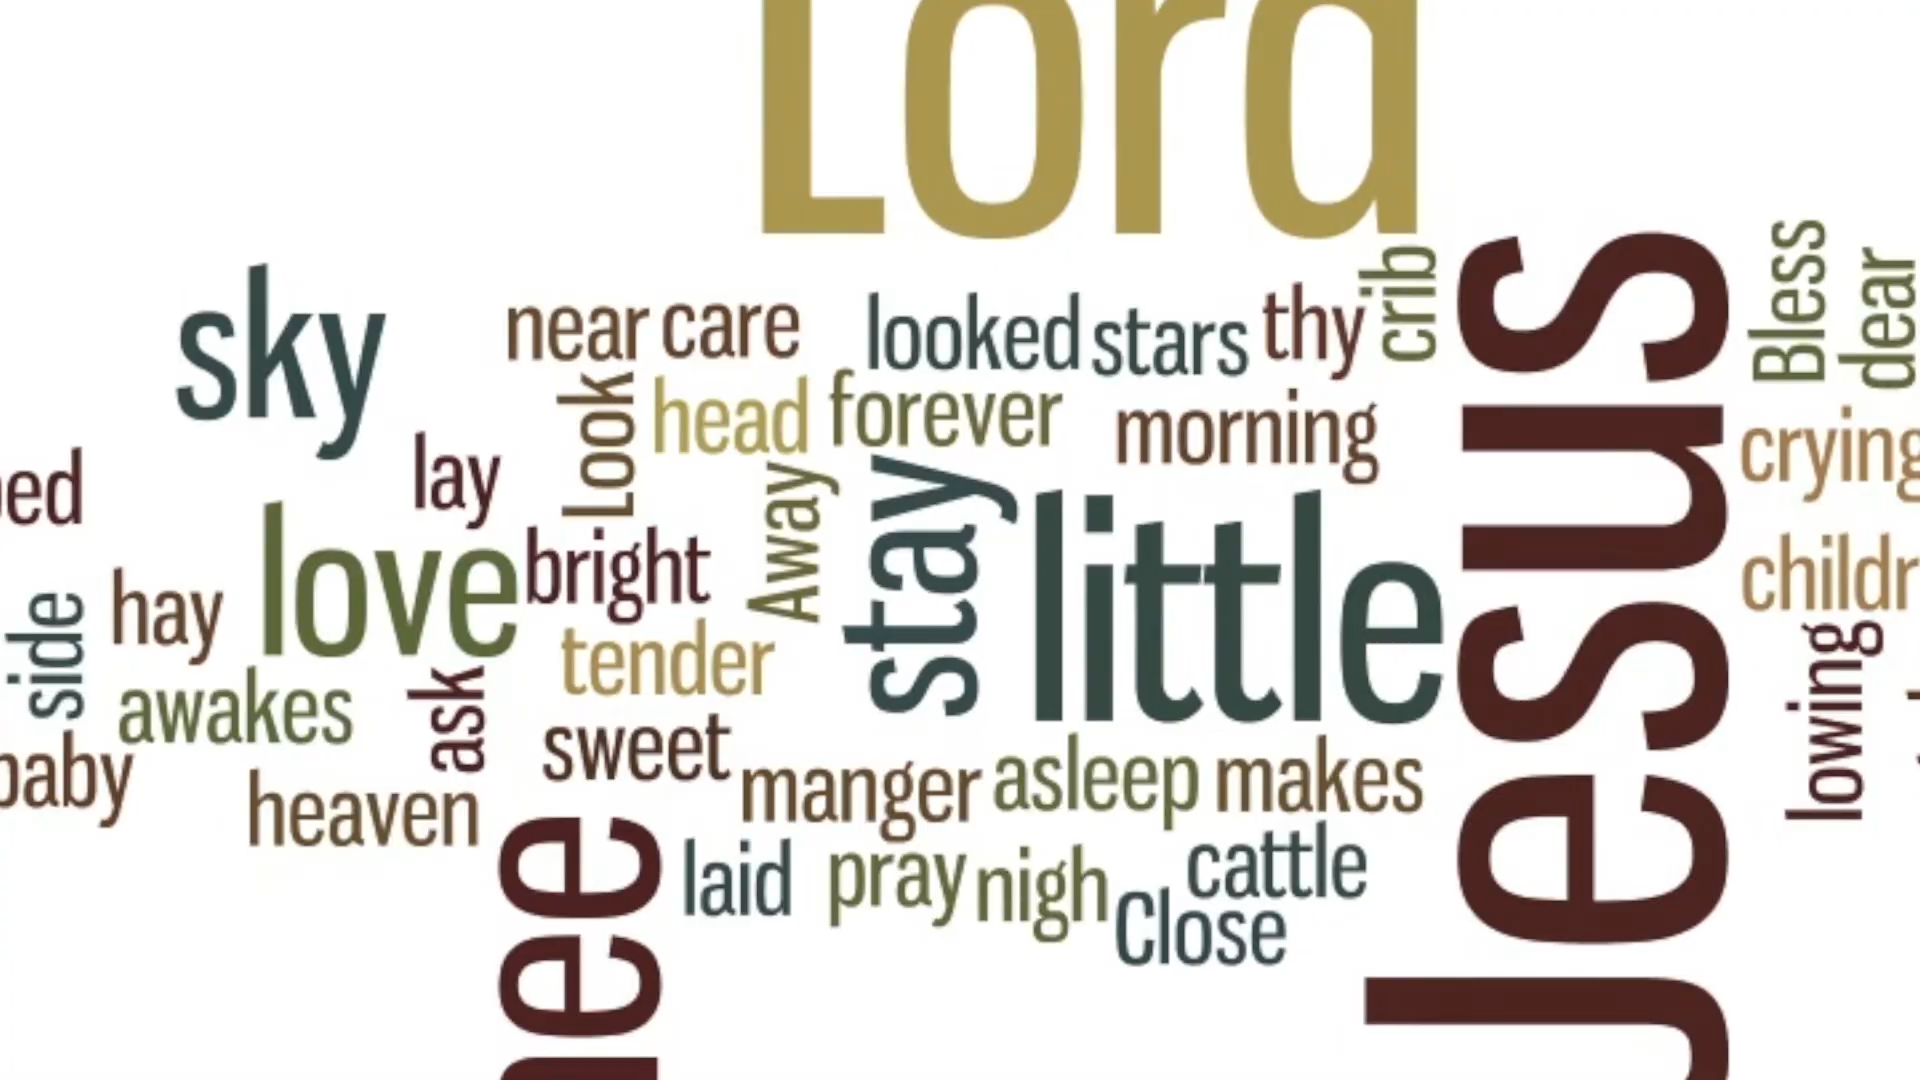 Lord
sky
near care
looked stars thy
crib
Jesus
Bless
dear
Look
head
forever
morning
crying
lay
Away
stay
little
love
bright
hay
side
tender
awakes
ask
sweet
lowing
baby
heaven
manger
asleep makes
laid
pray nigh
cattle
Close